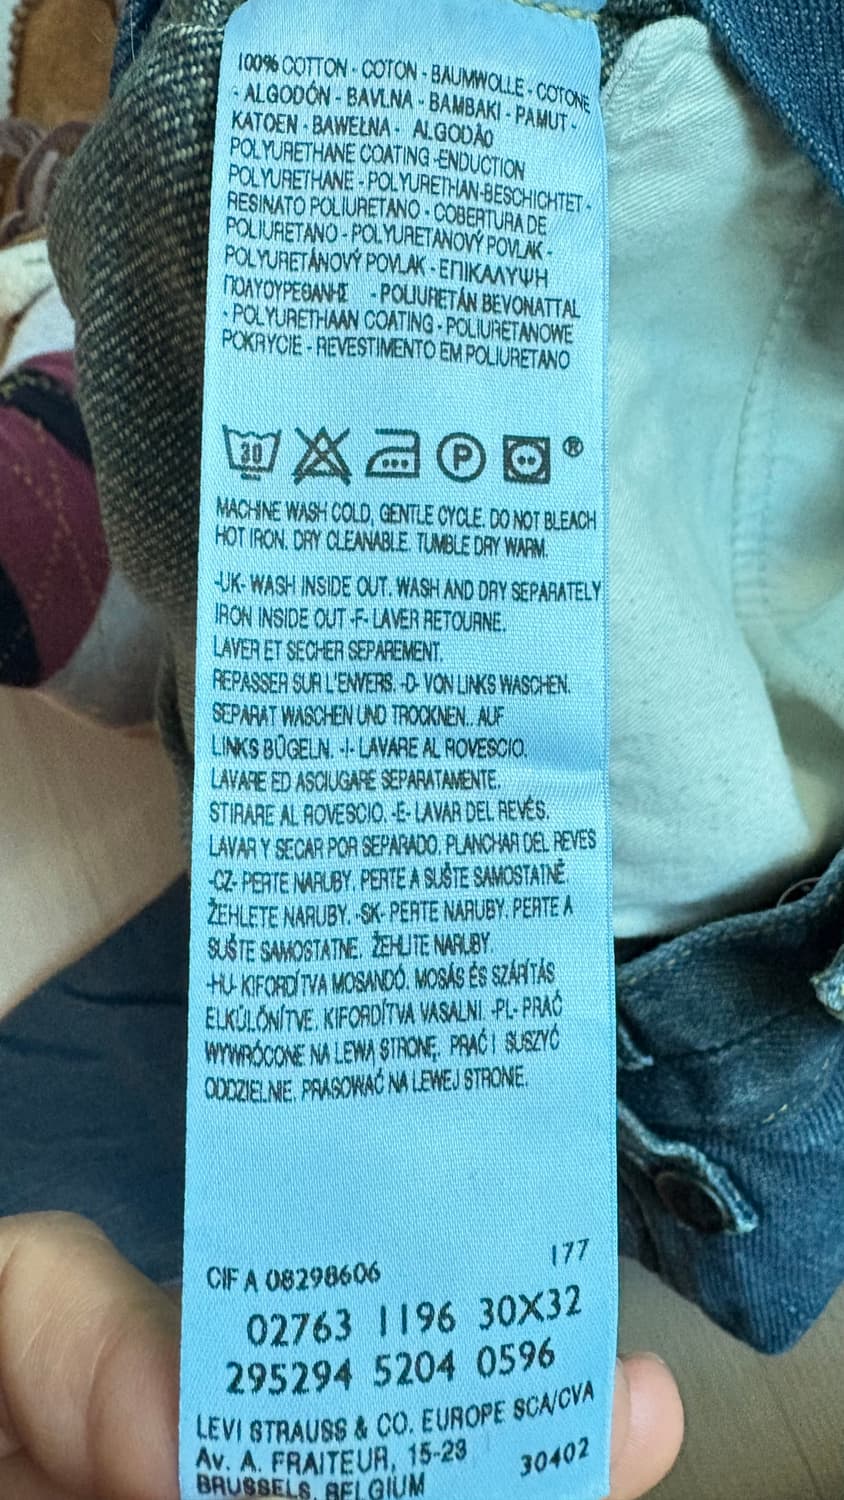 100% COTTON - COTON - BAUMWOLLE - COTONE
- ALGODÓN - BAVLNA - BAMBAKI - PAMUT -
KATOEN - BAWEŁNA - ALGODÃO
POLYURETHANE COATING -ENDUCTION
POLYURETHANE - POLYURETHAN-BESCHICHTET -
RESINATO POLIURETANO - COBERTURA DE
POLIURETANO - POLYURETANOVÝ POVLAK -
POLYURETÁNOVÝ POVLAK - ΕΠΙΚΑΛΥΨΗ
ΠΟΛΥΟΥΡΕΘΑΝΗΣ - POLIURETÁN BEVONATTAL
- POLYURETHAAN COATING - POLIURETANOWE
POKRYCIE - REVESTIMENTO EM POLIURETANO
30 P ®
MACHINE WASH COLD, GENTLE CYCLE. DO NOT BLEACH
HOT IRON. DRY CLEANABLE. TUMBLE DRY WARM.
-UK- WASH INSIDE OUT. WASH AND DRY SEPARATELY
IRON INSIDE OUT -F- LAVER RETOURNE.
LAVER ET SECHER SEPAREMENT.
REPASSER SUR L'ENVERS. -D- VON LINKS WASCHEN.
SEPARAT WASCHEN UND TROCKNEN.. AUF
LINKS BÜGELN. -I- LAVARE AL ROVESCIO.
LAVARE ED ASCIUGARE SEPARATAMENTE.
STIRARE AL ROVESCIO. -E- LAVAR DEL REVÉS.
LAVAR Y SECAR POR SEPARADO. PLANCHAR DEL REVES
-CZ- PERTE NARUBY. PERTE A SUŠTE SAMOSTATNĚ
ŽEHLETE NARUBY. -SK- PERTE NARUBY. PERTE A
SUŠTE SAMOSTATNE. ŽEHLITE NARUBY.
-HU- KIFORDÍTVA MOSANDÓ. MOSÁS ÉS SZÁRÍTÁS
ELKÜLÖNÍTVE. KIFORDÍTVA VASALNI -PL- PRAĆ
WYWRÓCONE NA LEWĄ STRONĘ. PRAĆ I SUSZYĆ
ODDZIELNIE. PRASOWAĆ NA LEWEJ STRONIE.
177
CIF A 08298606
02763 1196 30X32
295294 5204 0596
LEVI STRAUSS & CO. EUROPE SCA/CVA
Av. A. FRAITEUR, 15-23 30402
BRUSSELS, BELGIUM